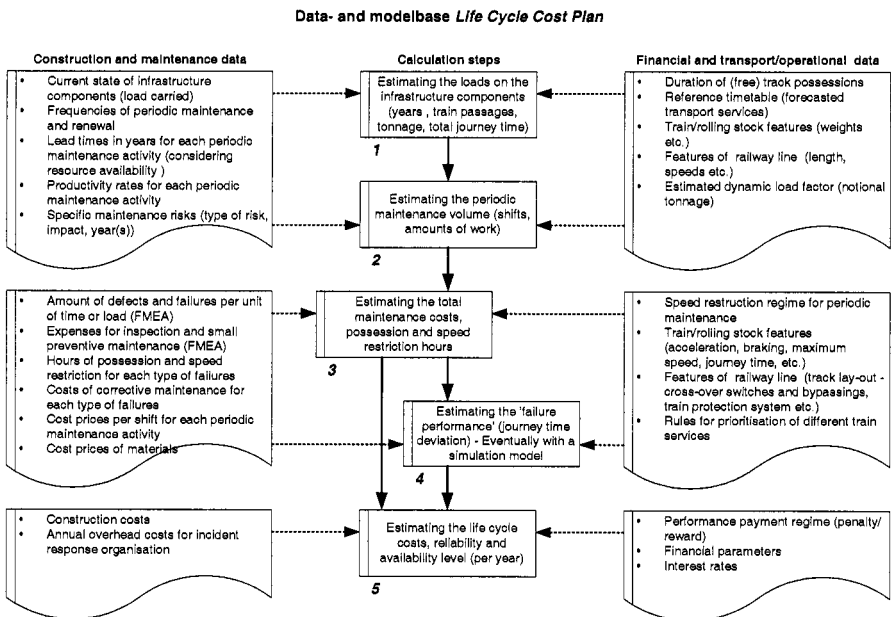 Data- and modelbase Life Cycle Cost Plan
Construction and maintenance data
• Current state of infrastructure
components (load carried)
• Frequencies of periodic maintenance
and renewal
• Lead times in years for each periodic
maintenance activity (considering
resource availability )
• Productivity rates for each periodic
maintenance activity
• Specific maintenance risks (type of risk,
impact, year(s))
• Amount of defects and failures per unit
of time or load (FMEA)
• Expenses for inspection and small
preventive maintenance (FMEA)
• Hours of possession and speed
restriction for each type of failures
• Costs of corrective maintenance for
each type of failures
• Cost prices per shift for each periodic
maintenance activity
• Cost prices of materials
• Construction costs
• Annual overhead costs for incident
response organisation
Calculation steps
Estimating the loads on the
infrastructure components
(years , train passages,
tonnage, total journey time)
1
Estimating the periodic
maintenance volume (shifts,
amounts of work)
2
Estimating the total
maintenance costs,
possession and speed
restriction hours
3
Estimating the 'failure
performance' (journey time
deviation) - Eventually with a
simulation model
4
Estimating the life cycle
costs, reliability and
availability level (per year)
5
Financial and transport/operational data
• Duration of (free) track possessions
• Reference timetable (forecasted
transport services)
• Train/rolling stock features (weights
etc.)
• Features of railway line (length,
speeds etc.)
• Estimated dynamic load factor (notional
tonnage)
• Speed restruction regime for periodic
maintenance
• Train/rolling stock features
(acceleration, braking, maximum
speed, journey time, etc.)
• Features of railway line (track lay-out -
cross-over switches and bypassings,
train protection system etc.)
• Rules for prioritisation of different train
services
• Performance payment regime (penalty/
reward)
• Financial parameters
• Interest rates